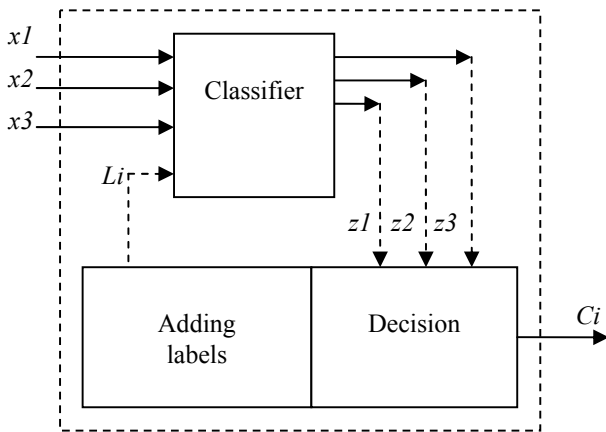 x1
x2
x3
Classifier
Li
z1 z2 z3
Adding
labels
Decision
Ci